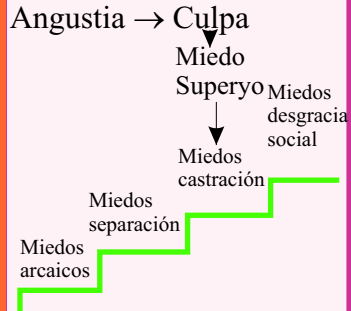 Angustia → Culpa
Miedo
Superyo
Miedos
desgracia
social
Miedos
castración
Miedos
separación
Miedos
arcaicos